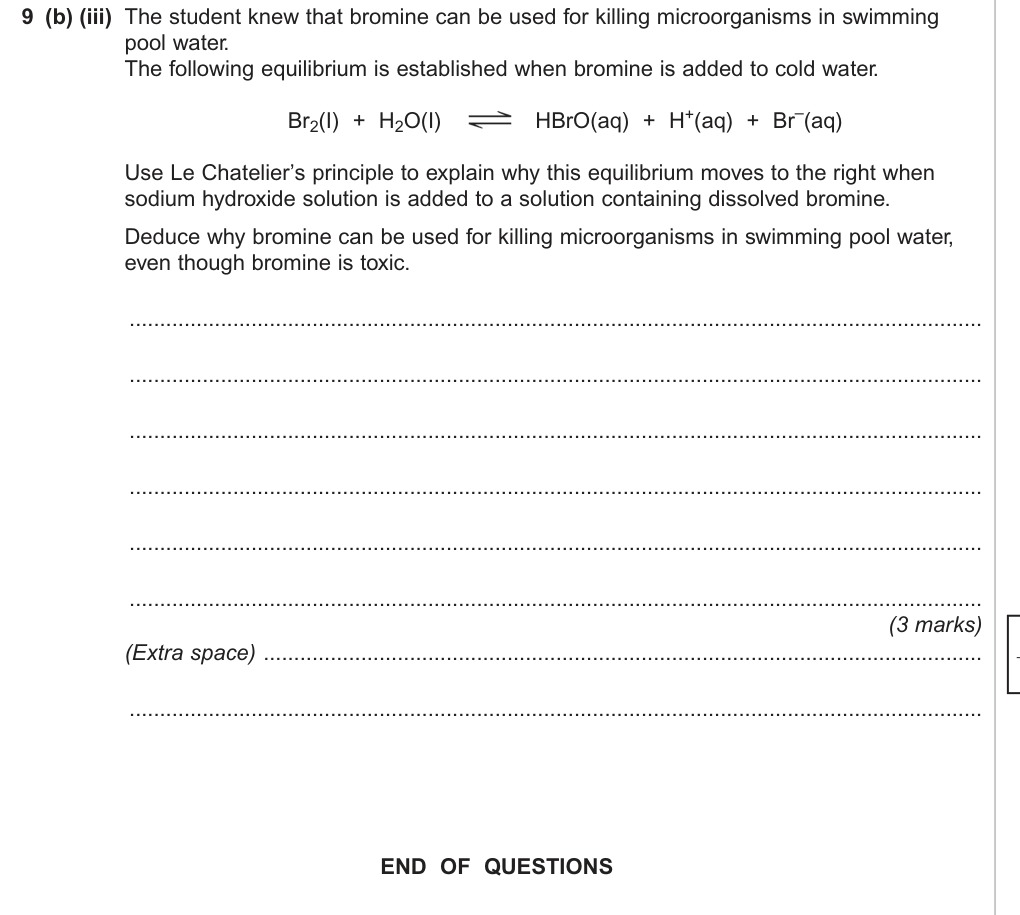 9 (b) (iii) The student knew that bromine can be used for killing microorganisms in swimming
pool water.
The following equilibrium is established when bromine is added to cold water.
Br₂(l) + H₂O(l) ⇌ HBrO(aq) + H⁺(aq) + Br⁻(aq)
Use Le Chatelier’s principle to explain why this equilibrium moves to the right when
sodium hydroxide solution is added to a solution containing dissolved bromine.
Deduce why bromine can be used for killing microorganisms in swimming pool water,
even though bromine is toxic.
(3 marks)
(Extra space)
END OF QUESTIONS